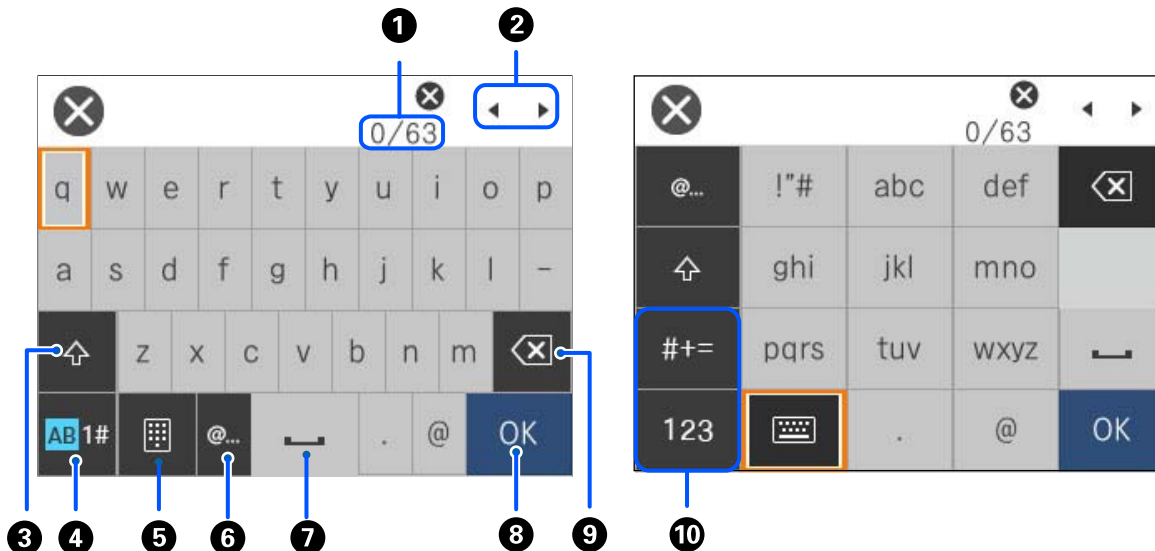 1 2
0/63 0/63
q w e r t y u i o p @... !"# abc def
a s d f g h j k l - ghi jkl mno
z x c v b n m #+= pqrs tuv wxyz
AB 1# @... . @ OK 123 . @ OK
3 4 5 6 7 8 9 10